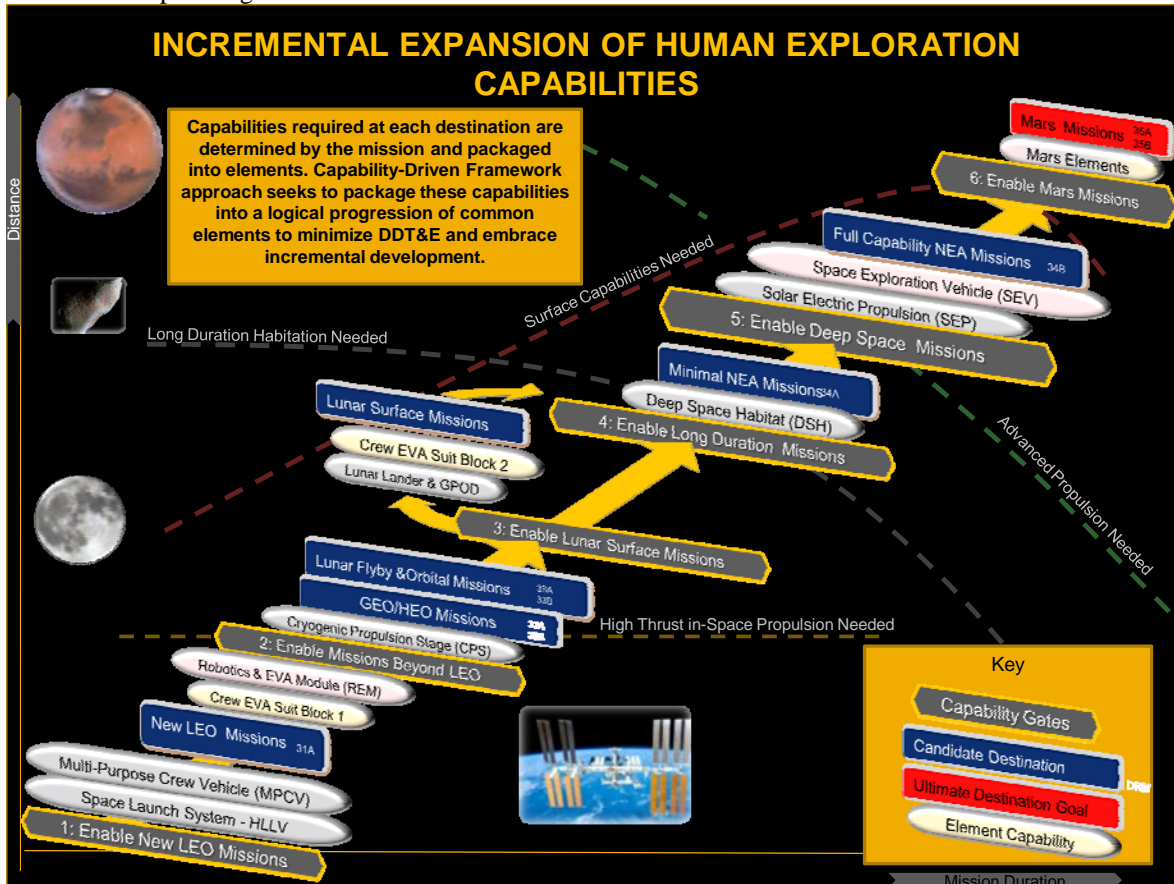 INCREMENTAL EXPANSION OF HUMAN EXPLORATION
CAPABILITIES
Capabilities required at each destination are
determined by the mission and packaged
into elements. Capability-Driven Framework
approach seeks to package these capabilities
into a logical progression of common
elements to minimize DDT&E and embrace
incremental development.
Distance
Mars Missions
Mars Elements
6: Enable Mars Missions
Full Capability NEA Missions 34B
Space Exploration Vehicle (SEV)
Solar Electric Propulsion (SEP)
5: Enable Deep Space Missions
Surface Capabilities Needed
Long Duration Habitation Needed
Minimal NEA Missions 34A
Deep Space Habitat (DSH)
4: Enable Long Duration Missions
Lunar Surface Missions
Crew EVA Suit Block 2
Lunar Lander & GPOD
Advanced Propulsion Needed
3: Enable Lunar Surface Missions
Lunar Flyby &Orbital Missions
GEO/HEO Missions
Cryogenic Propulsion Stage (CPS)
High Thrust in-Space Propulsion Needed
2: Enable Missions Beyond LEO
Robotics & EVA Module (REM)
Crew EVA Suit Block 1
New LEO Missions 31A
Multi-Purpose Crew Vehicle (MPCV)
Space Launch System - HLLV
1: Enable New LEO Missions
Key
Capability Gates
Candidate Destination
DRM
Ultimate Destination Goal
Element Capability
Mission Duration